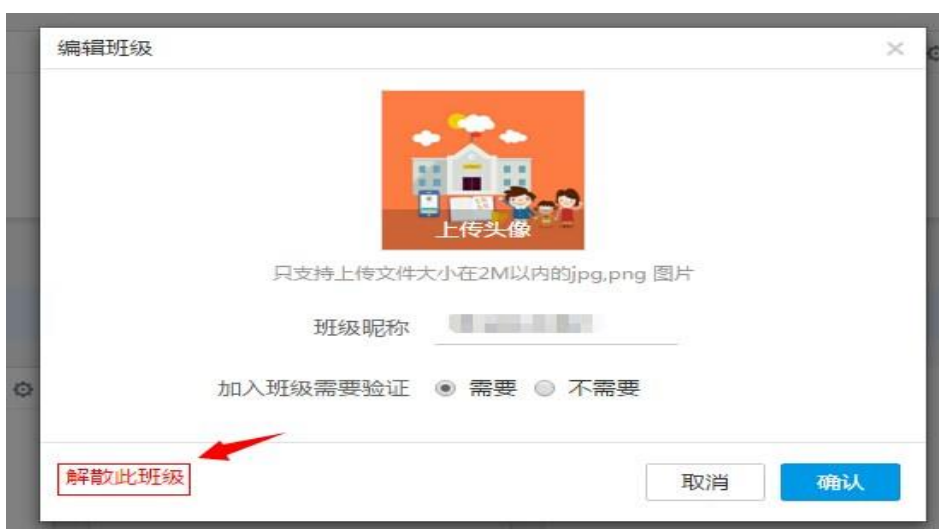 编辑班级
上传头像
只支持上传文件大小在2M以内的jpg,png 图片
班级昵称
加入班级需要验证 需要 不需要
解散此班级 取消 确认